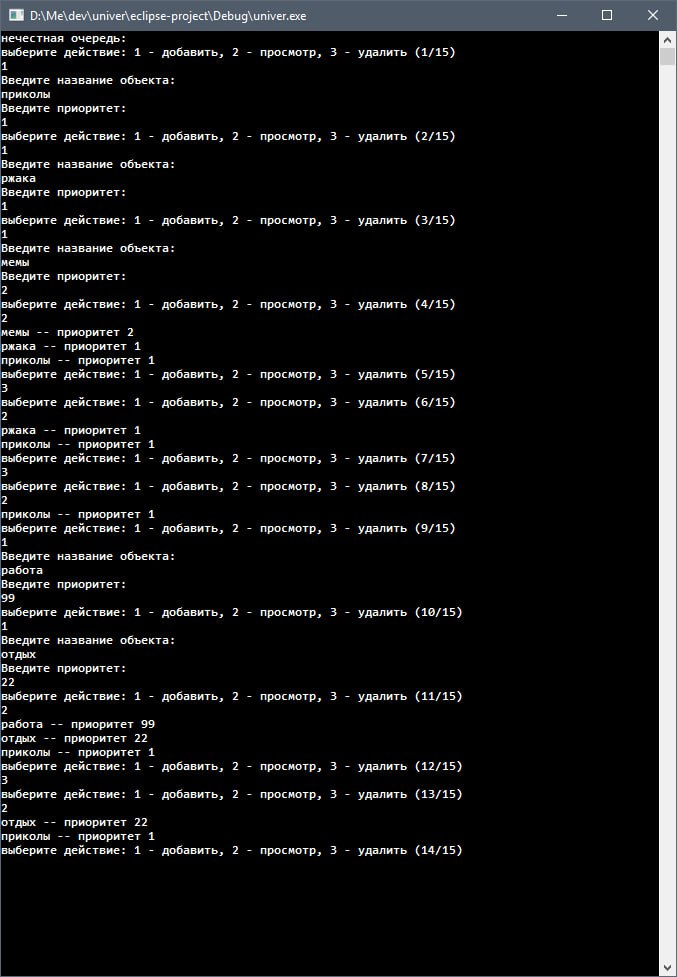 D:\Me\dev\univer\eclipse-project\Debug\univer.exe
нечестная очередь:
выберите действие: 1 - добавить, 2 - просмотр, 3 - удалить (1/15)
1
Введите название объекта:
приколы
Введите приоритет:
1
выберите действие: 1 - добавить, 2 - просмотр, 3 - удалить (2/15)
1
Введите название объекта:
ржака
Введите приоритет:
1
выберите действие: 1 - добавить, 2 - просмотр, 3 - удалить (3/15)
1
Введите название объекта:
мемы
Введите приоритет:
2
выберите действие: 1 - добавить, 2 - просмотр, 3 - удалить (4/15)
2
мемы -- приоритет 2
ржака -- приоритет 1
приколы -- приоритет 1
выберите действие: 1 - добавить, 2 - просмотр, 3 - удалить (5/15)
3
выберите действие: 1 - добавить, 2 - просмотр, 3 - удалить (6/15)
2
ржака -- приоритет 1
приколы -- приоритет 1
выберите действие: 1 - добавить, 2 - просмотр, 3 - удалить (7/15)
3
выберите действие: 1 - добавить, 2 - просмотр, 3 - удалить (8/15)
2
приколы -- приоритет 1
выберите действие: 1 - добавить, 2 - просмотр, 3 - удалить (9/15)
1
Введите название объекта:
работа
Введите приоритет:
99
выберите действие: 1 - добавить, 2 - просмотр, 3 - удалить (10/15)
1
Введите название объекта:
отдых
Введите приоритет:
22
выберите действие: 1 - добавить, 2 - просмотр, 3 - удалить (11/15)
2
работа -- приоритет 99
отдых -- приоритет 22
приколы -- приоритет 1
выберите действие: 1 - добавить, 2 - просмотр, 3 - удалить (12/15)
3
выберите действие: 1 - добавить, 2 - просмотр, 3 - удалить (13/15)
2
отдых -- приоритет 22
приколы -- приоритет 1
выберите действие: 1 - добавить, 2 - просмотр, 3 - удалить (14/15)